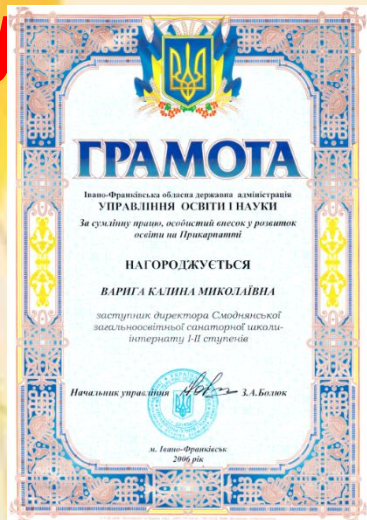 ГРАМОТА
Івано-Франківська обласна державна адміністрація
УПРАВЛІННЯ ОСВІТИ І НАУКИ
За сумлінну працю, особистий внесок у розвиток
освіти на Прикарпатті
НАГОРОДЖУЄТЬСЯ
ВАРИГА КАЛИНА МИКОЛАЇВНА
заступник директора Смоднянської
загальноосвітньої санаторної школи-
інтернату І-ІІ ступенів
Начальник управління З.А.Болюк
м. Івано-Франківськ
2006 рік